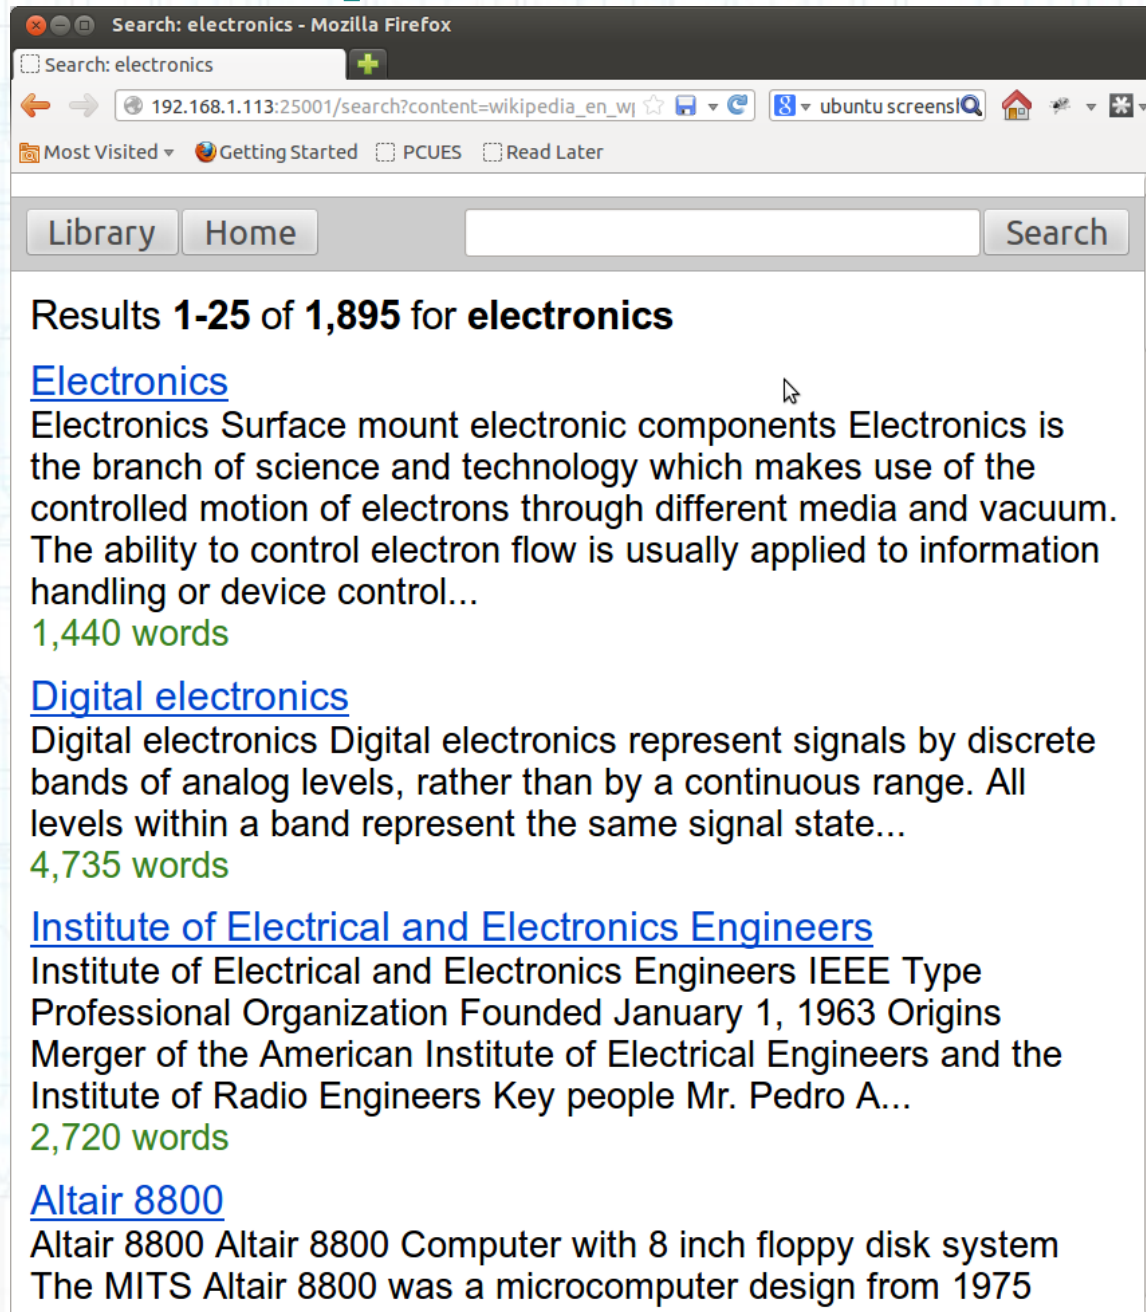 Search: electronics - Mozilla Firefox
Search: electronics
192.168.1.113:25001/search?content=wikipedia_en_w
8
ubuntu screensl
Most Visited
Getting Started
PCUES
Read Later
Library
Home
Search
Results 1-25 of 1,895 for electronics
Electronics
Electronics Surface mount electronic components Electronics is
the branch of science and technology which makes use of the
controlled motion of electrons through different media and vacuum.
The ability to control electron flow is usually applied to information
handling or device control...
1,440 words
Digital electronics
Digital electronics Digital electronics represent signals by discrete
bands of analog levels, rather than by a continuous range. All
levels within a band represent the same signal state...
4,735 words
Institute of Electrical and Electronics Engineers
Institute of Electrical and Electronics Engineers IEEE Type
Professional Organization Founded January 1, 1963 Origins
Merger of the American Institute of Electrical Engineers and the
Institute of Radio Engineers Key people Mr. Pedro A...
2,720 words
Altair 8800
Altair 8800 Altair 8800 Computer with 8 inch floppy disk system
The MITS Altair 8800 was a microcomputer design from 1975